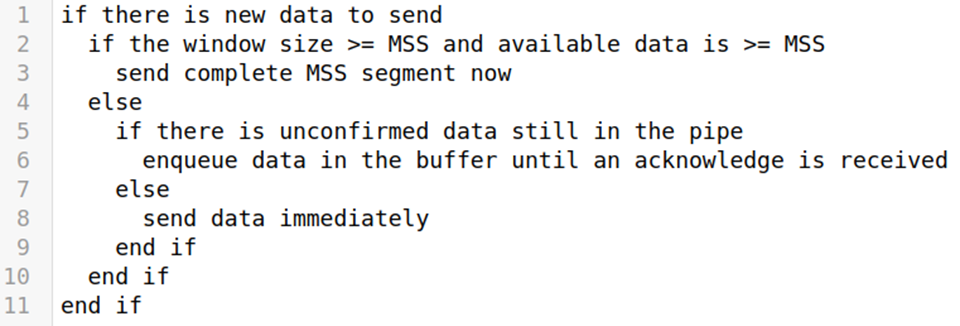 1 if there is new data to send
2   if the window size >= MSS and available data is >= MSS
3     send complete MSS segment now
4   else
5     if there is unconfirmed data still in the pipe
6       enqueue data in the buffer until an acknowledge is received
7     else
8       send data immediately
9     end if
10   end if
11 end if